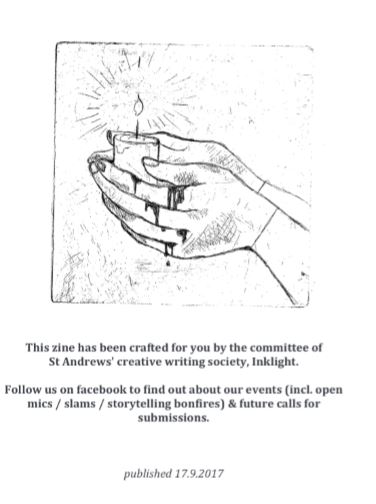 This zine has been crafted for you by the committee of
St Andrews' creative writing society, Inklight.
Follow us on facebook to find out about our events (incl. open
mics / slams / storytelling bonfires) & future calls for
submissions.
published 17.9.2017